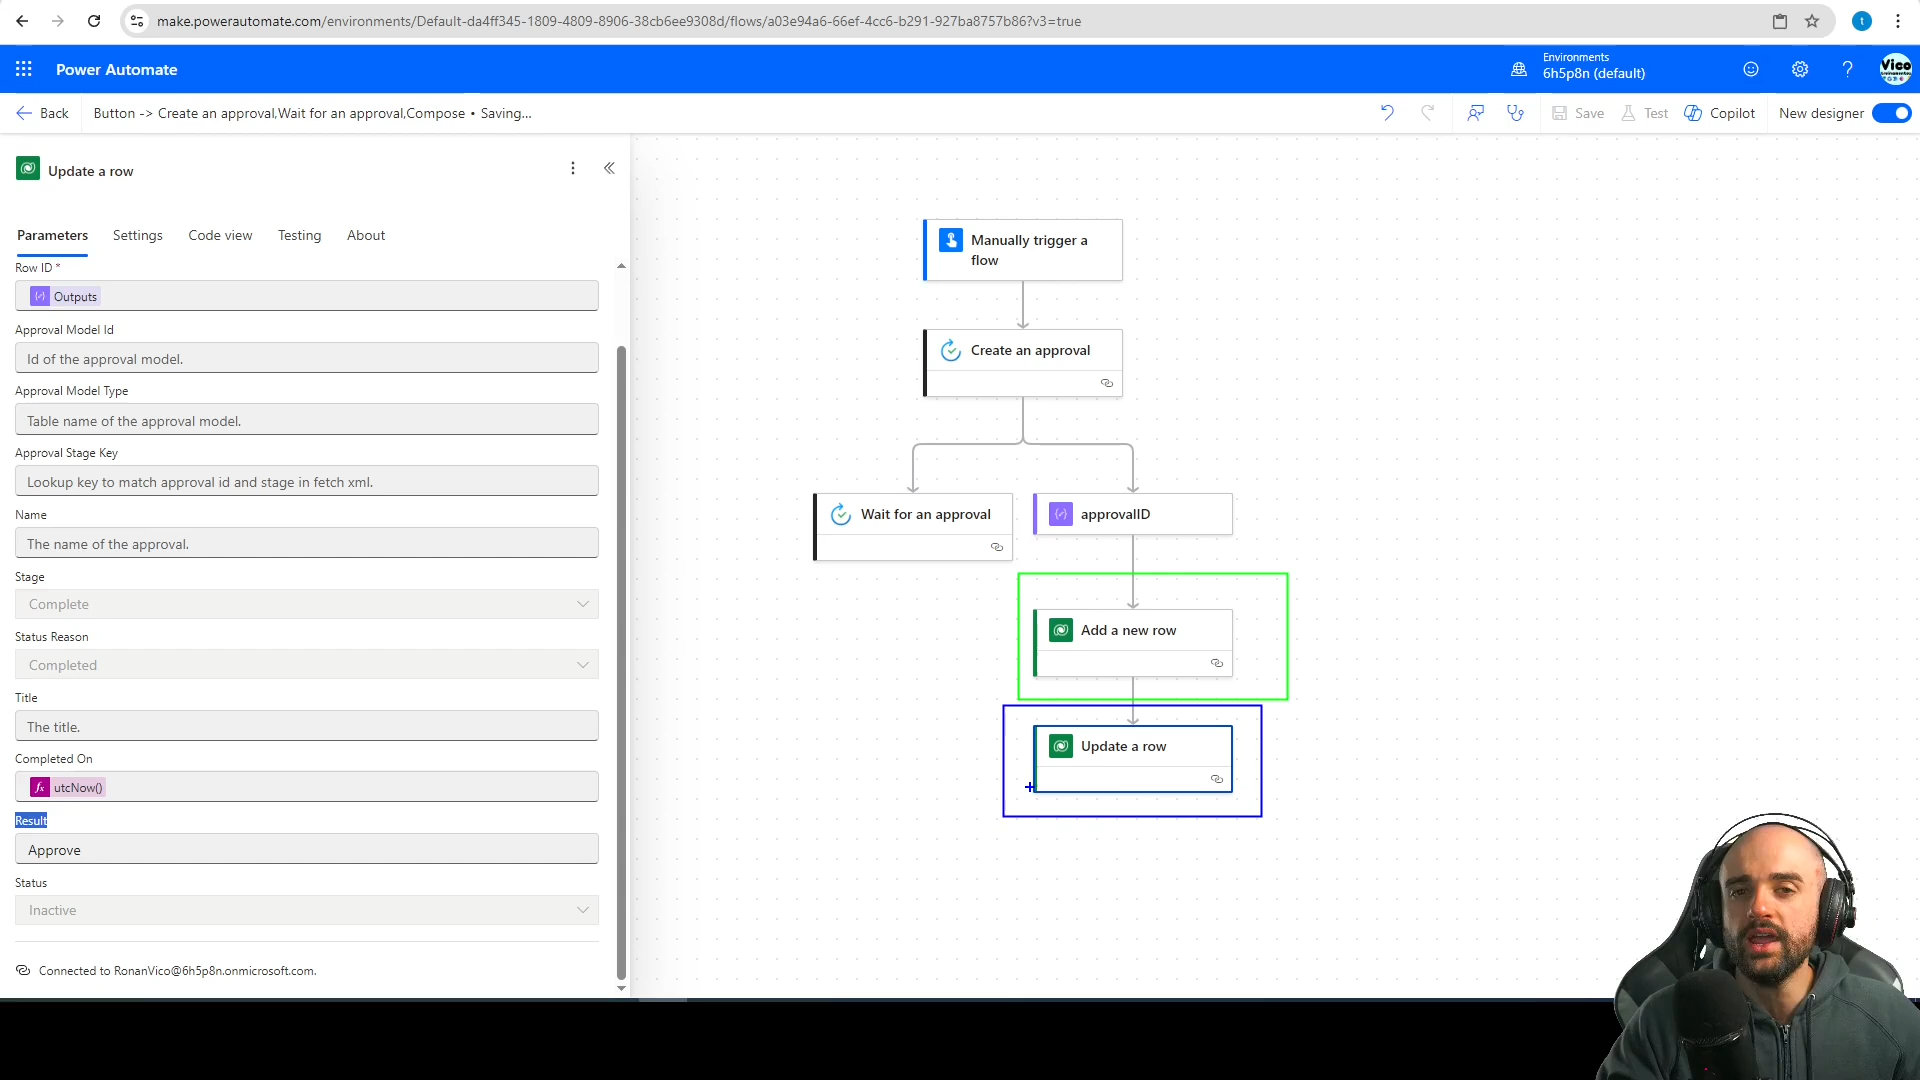 make.powerautomate.com/environments/Default-da4ff345-1809-4809-8906-38cb6ee9308d/flows/a03e94a6-66ef-4cc6-b291-927ba8757b86?v3=true
t
Power Automate
Environments
6h5p8n (default)
Vico
Back
Button -> Create an approval,Wait for an approval,Compose • Saving...
Save
Test
Copilot
New designer
Update a row
Parameters
Settings
Code view
Testing
About
Row ID *
Outputs
Approval Model Id
Id of the approval model.
Approval Model Type
Table name of the approval model.
Approval Stage Key
Lookup key to match approval id and stage in fetch xml.
Name
The name of the approval.
Stage
Complete
Status Reason
Completed
Title
The title.
Completed On
fx utcNow()
Result
Approve
Status
Inactive
Connected to RonanVico@6h5p8n.onmicrosoft.com.
Manually trigger a
flow
Create an approval
Wait for an approval
approvalID
Add a new row
Update a row